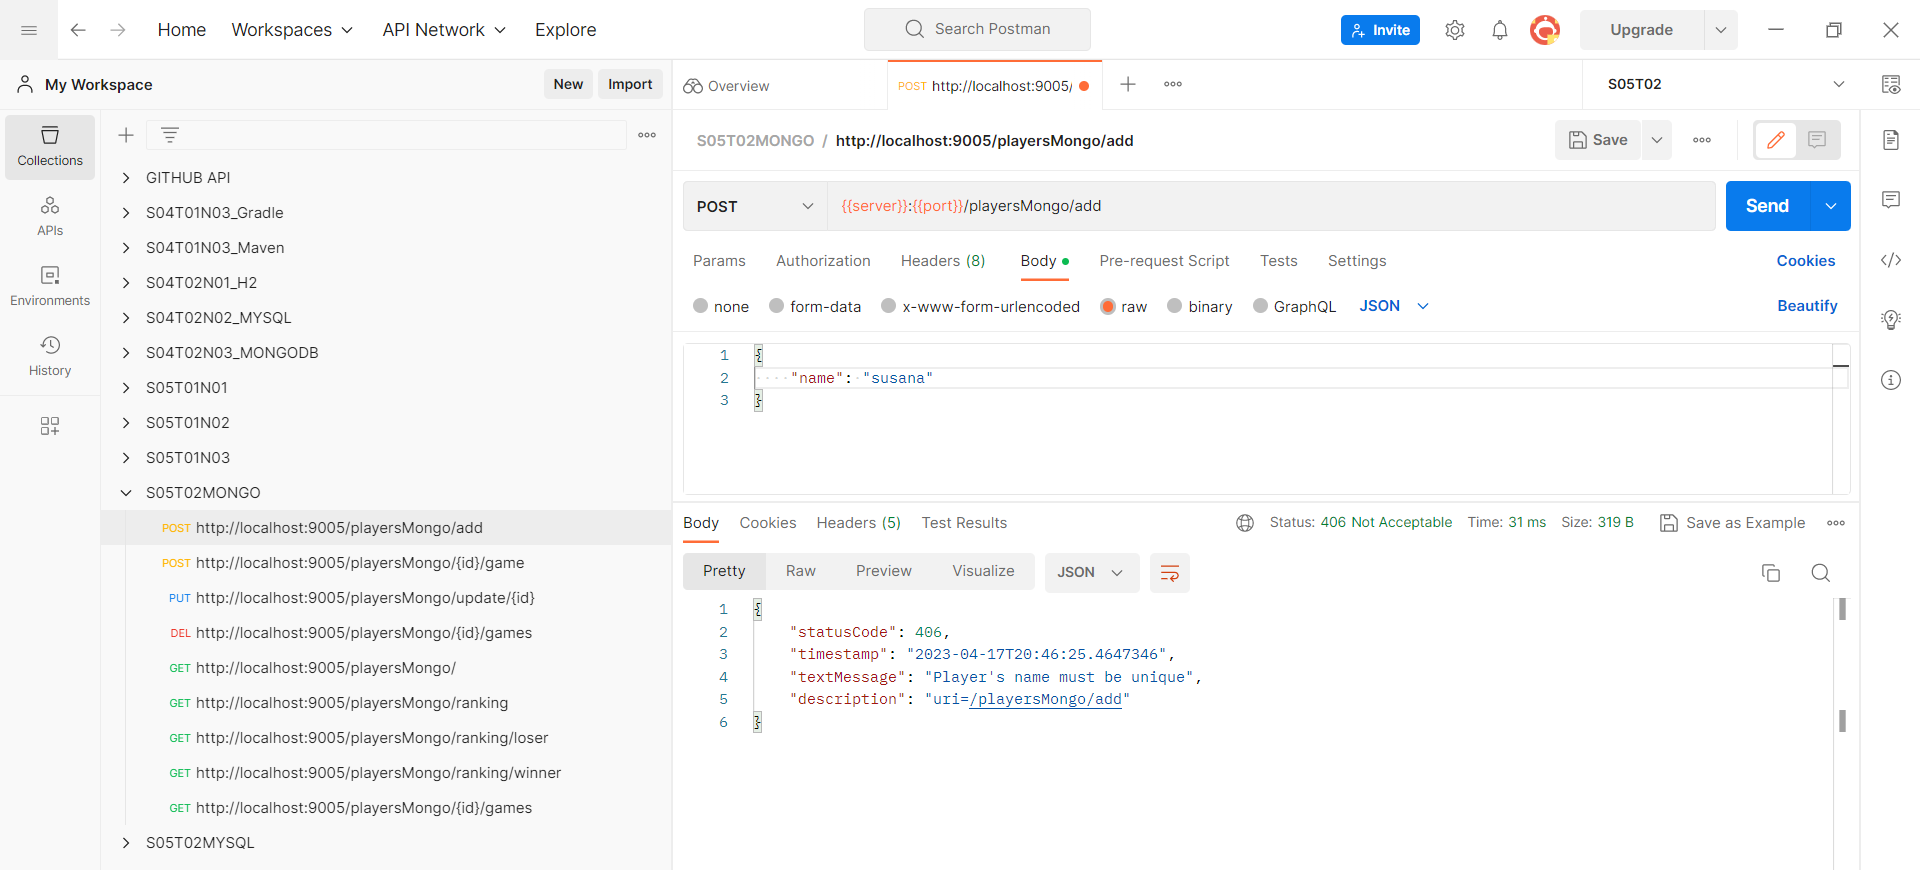 Home Workspaces API Network Explore Search Postman Invite Upgrade
My Workspace New Import
Overview POST http://localhost:9005/ S05T02
Collections
APIs
Environments
History
GITHUB API
S04T01N03_Gradle
S04T01N03_Maven
S04T02N01_H2
S04T02N02_MYSQL
S04T02N03_MONGODB
S05T01N01
S05T01N02
S05T01N03
S05T02MONGO
POST http://localhost:9005/playersMongo/add
POST http://localhost:9005/playersMongo/{id}/game
PUT http://localhost:9005/playersMongo/update/{id}
DEL http://localhost:9005/playersMongo/{id}/games
GET http://localhost:9005/playersMongo/
GET http://localhost:9005/playersMongo/ranking
GET http://localhost:9005/playersMongo/ranking/loser
GET http://localhost:9005/playersMongo/ranking/winner
GET http://localhost:9005/playersMongo/{id}/games
S05T02MYSQL
S05T02MONGO / http://localhost:9005/playersMongo/add Save
POST {{server}}:{{port}}/playersMongo/add Send
Params Authorization Headers (8) Body Pre-request Script Tests Settings Cookies
none form-data x-www-form-urlencoded raw binary GraphQL JSON Beautify
1 {
2 "name": "susana"
3 }
Body Cookies Headers (5) Test Results Status: 406 Not Acceptable Time: 31 ms Size: 319 B Save as Example
Pretty Raw Preview Visualize JSON
1 {
2 "statusCode": 406,
3 "timestamp": "2023-04-17T20:46:25.4647346",
4 "textMessage": "Player's name must be unique",
5 "description": "uri=/playersMongo/add"
6 }